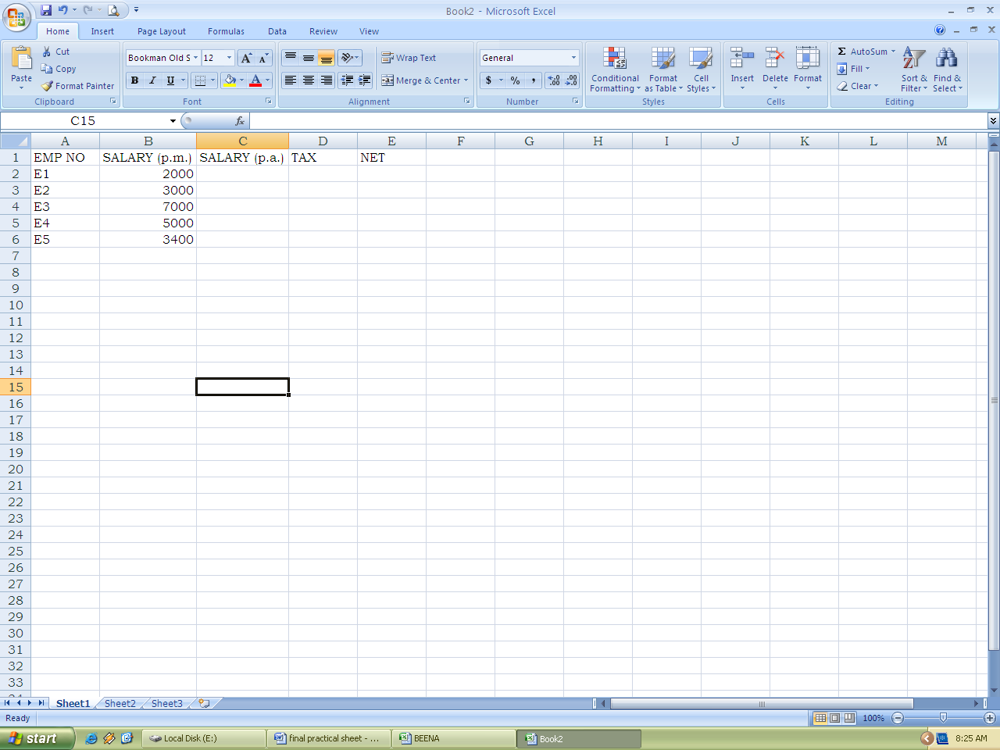 Book2 - Microsoft Excel
Home Insert Page Layout Formulas Data Review View
Paste Cut Copy Format Painter
Clipboard
Bookman Old S 12
B I U
Font
Wrap Text
Merge & Center
Alignment
General
$ % ,
Number
Conditional Formatting Format as Table Cell Styles
Styles
Insert Delete Format
Cells
Σ AutoSum
Fill
Clear
Sort & Filter Find & Select
Editing
C15 fx
A B C D E F G H I J K L M
1 EMP NO SALARY (p.m.) SALARY (p.a.) TAX NET
2 E1 2000
3 E2 3000
4 E3 7000
5 E4 5000
6 E5 3400
7
8
9
10
11
12
13
14
15
16
17
18
19
20
21
22
23
24
25
26
27
28
29
30
31
32
33
Sheet1 Sheet2 Sheet3
Ready 100%
start Local Disk (E:) final practical sheet - ... BEENA Book2 8:25 AM